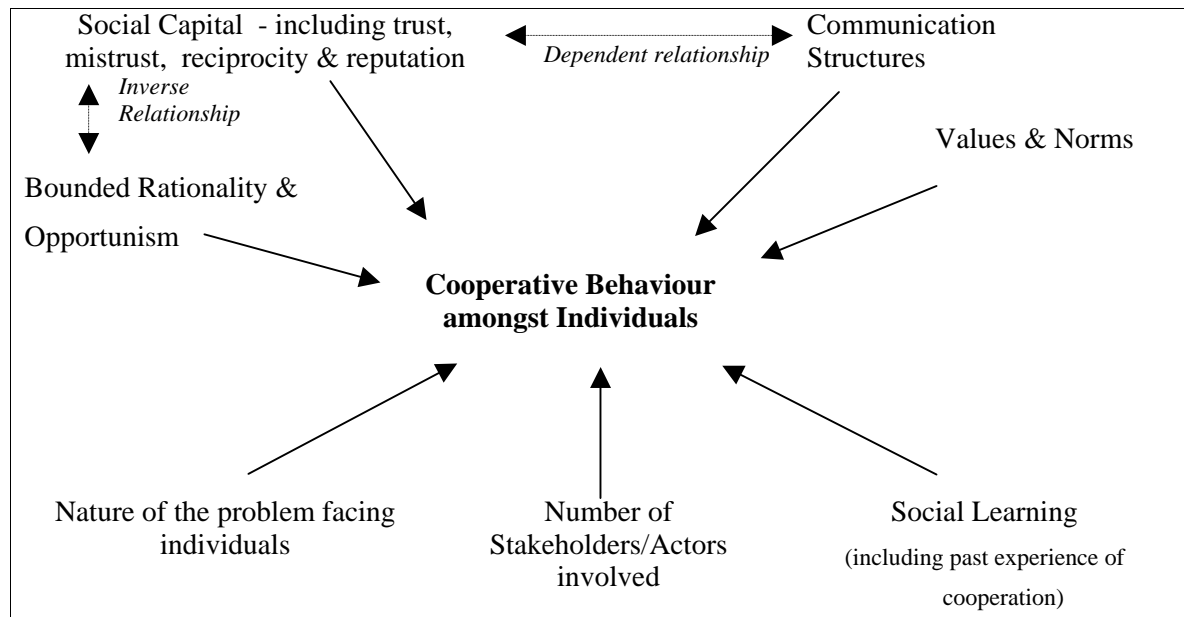 Social Capital - including trust,
mistrust, reciprocity & reputation
Dependent relationship
Communication
Structures
Inverse
Relationship
Values & Norms
Bounded Rationality &
Opportunism
Cooperative Behaviour
amongst Individuals
Nature of the problem facing
individuals
Number of
Stakeholders/Actors
involved
Social Learning
(including past experience of
cooperation)